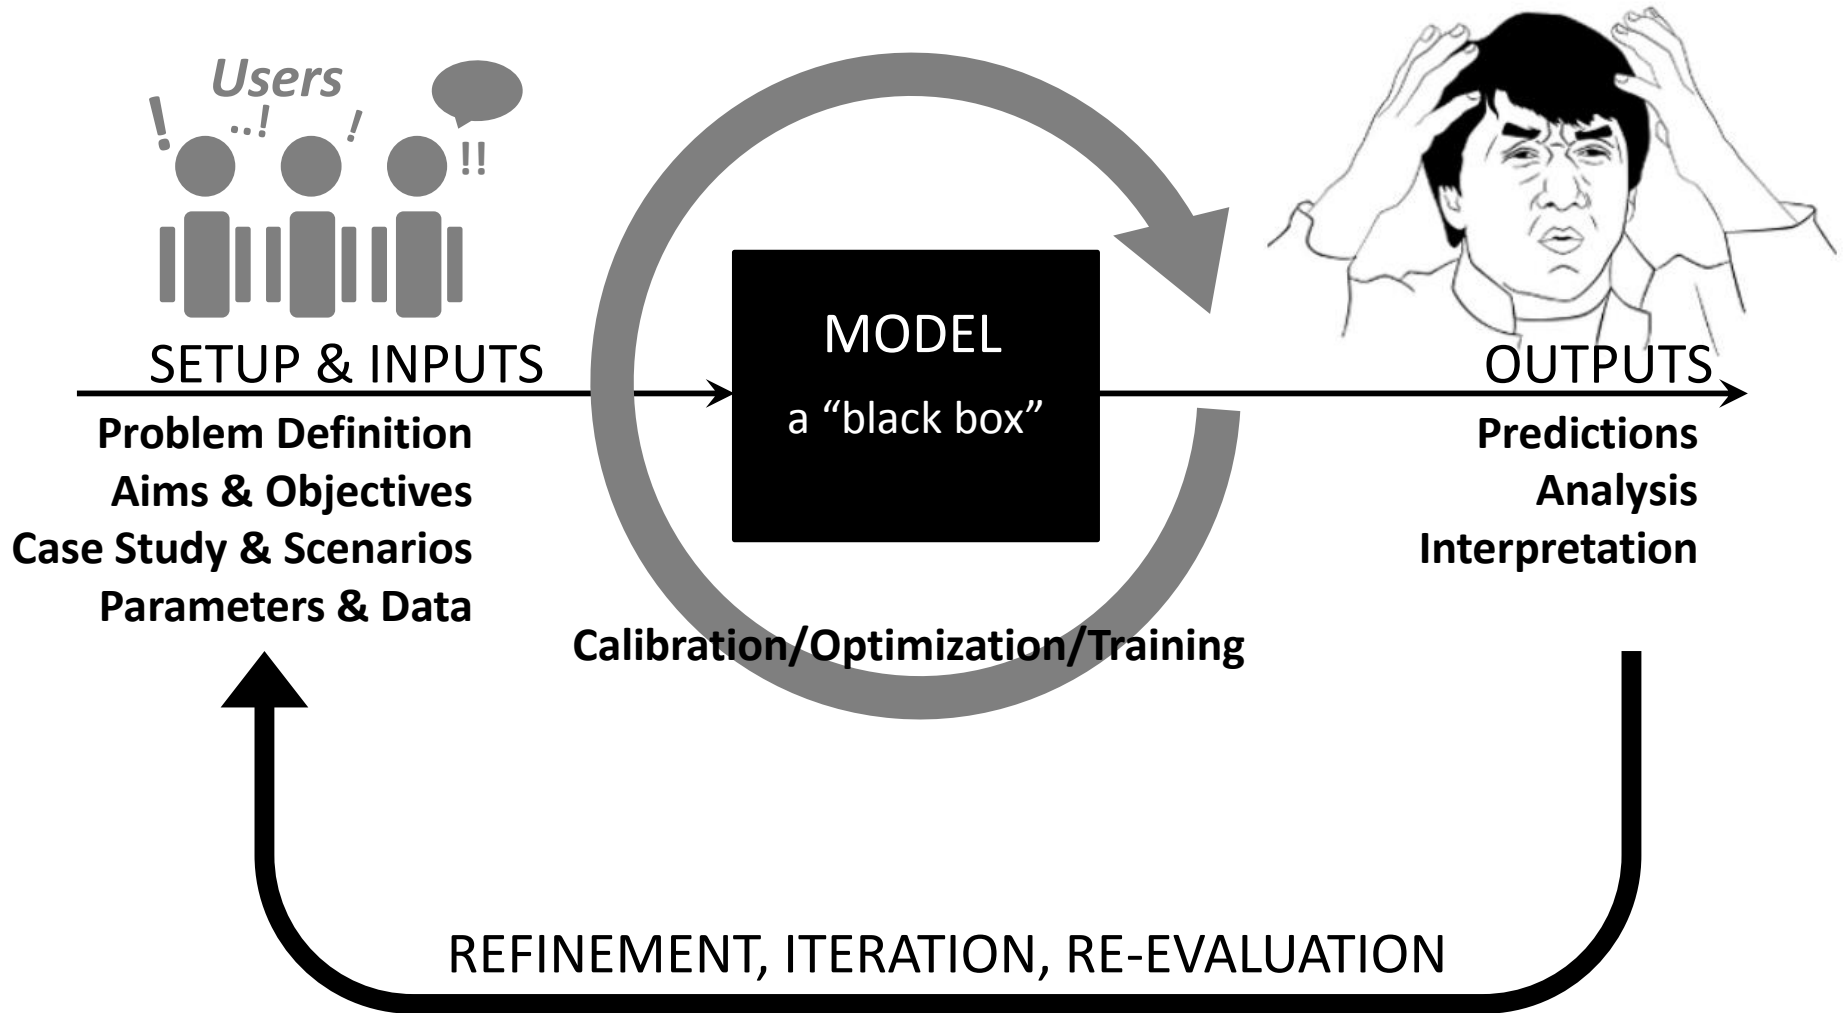 Users
! ..! ! !!
SETUP & INPUTS
Problem Definition
Aims & Objectives
Case Study & Scenarios
Parameters & Data
MODEL
a “black box”
Calibration/Optimization/Training
OUTPUTS
Predictions
Analysis
Interpretation
REFINEMENT, ITERATION, RE-EVALUATION